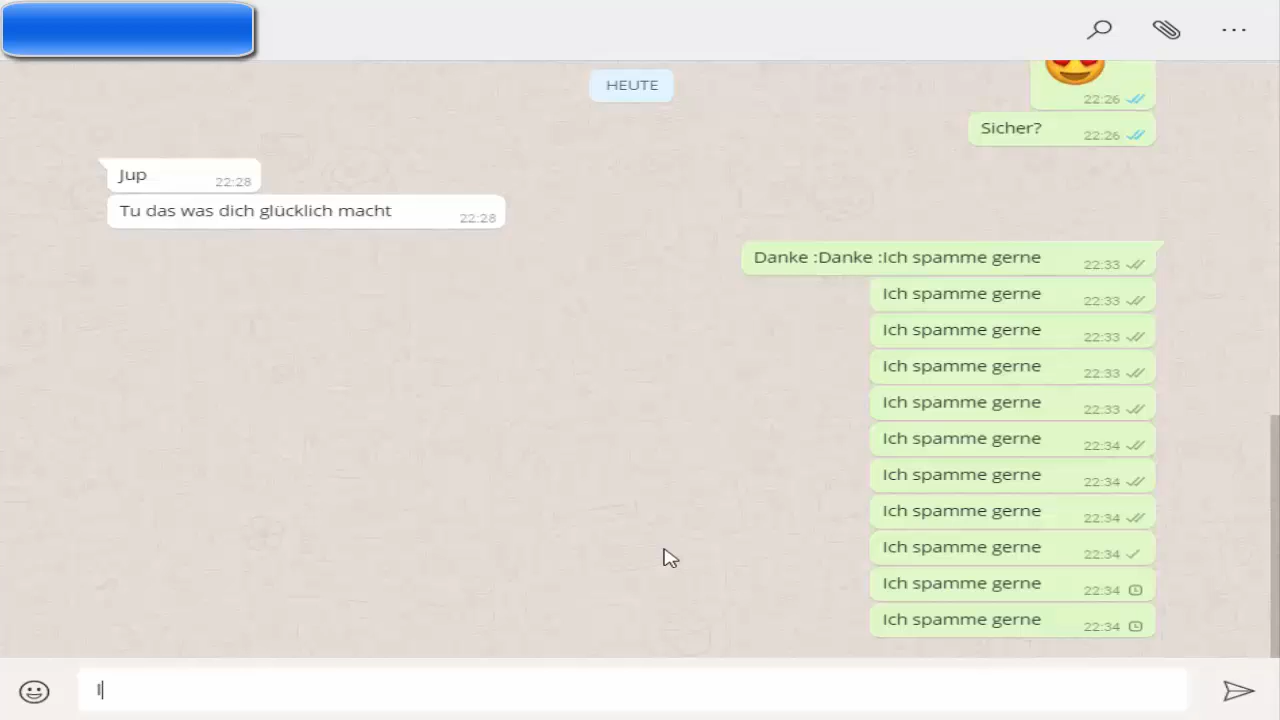 HEUTE
22:26
Sicher? 22:26
Jup 22:28
Tu das was dich glücklich macht 22:28
Danke :Danke :Ich spamme gerne 22:33
Ich spamme gerne 22:33
Ich spamme gerne 22:33
Ich spamme gerne 22:33
Ich spamme gerne 22:33
Ich spamme gerne 22:34
Ich spamme gerne 22:34
Ich spamme gerne 22:34
Ich spamme gerne 22:34
Ich spamme gerne 22:34
Ich spamme gerne 22:34
I